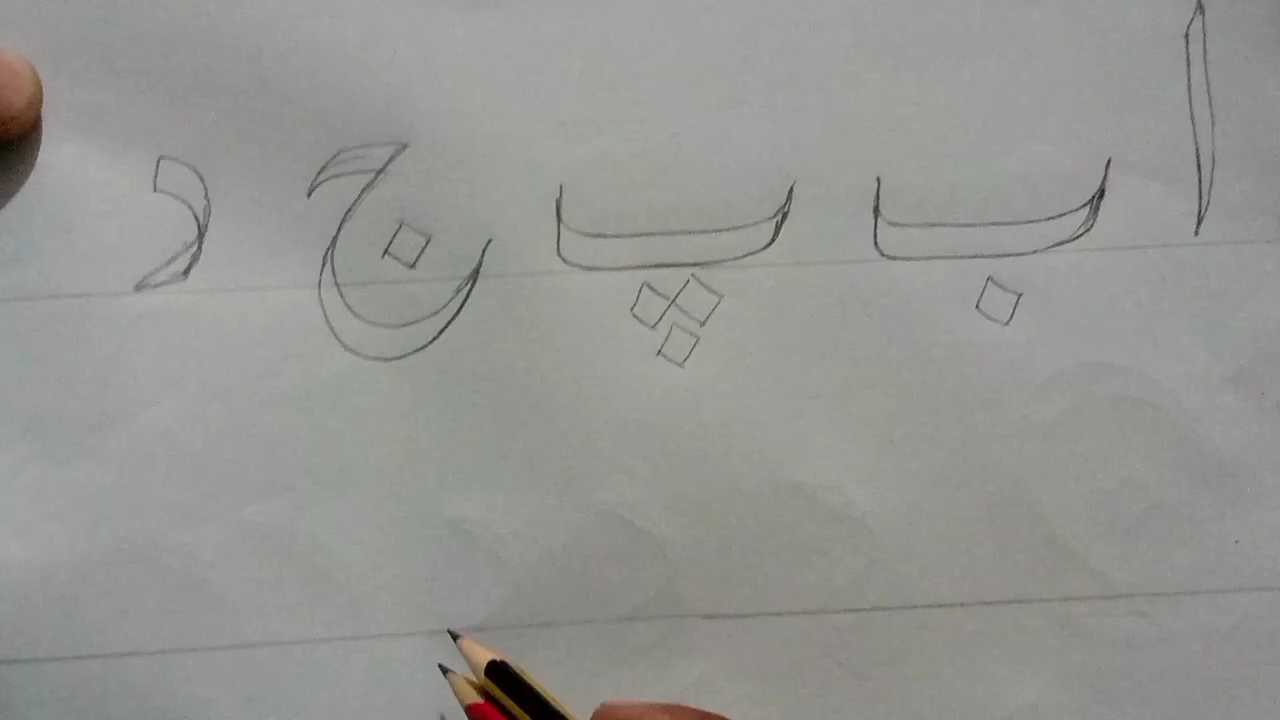 ا ب پ ج د